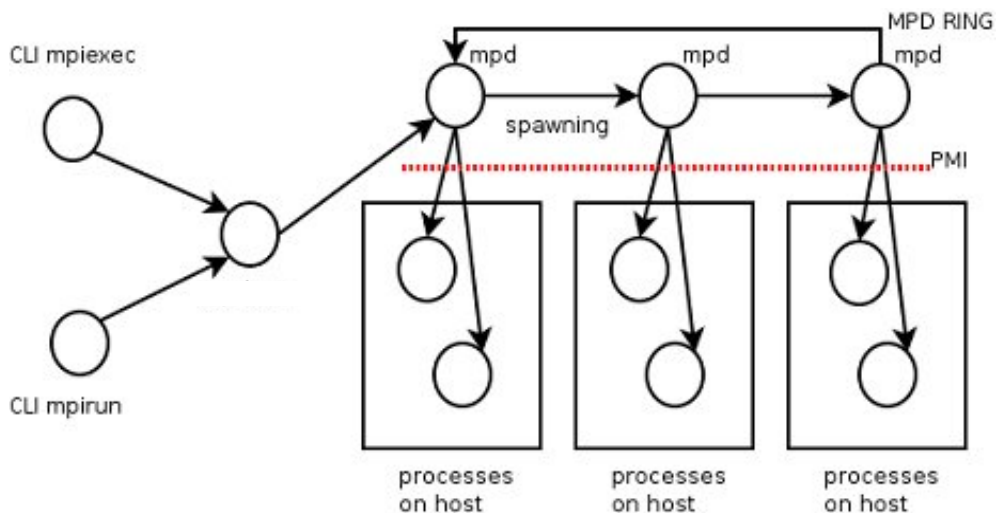 MPD RING
CLI mpiexec
mpd
mpd
mpd
spawning
PMI
CLI mpirun
processes
on host
processes
on host
processes
on host